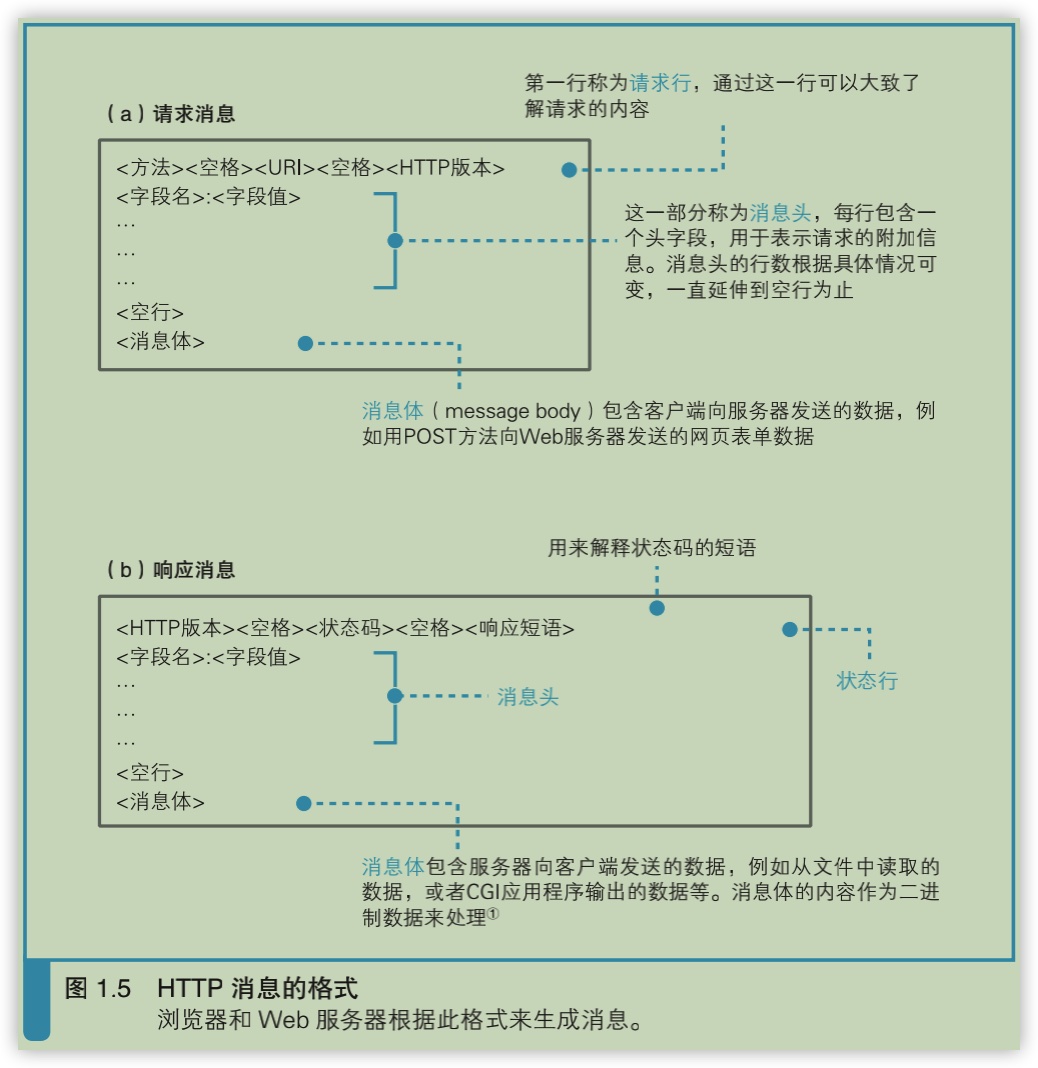 第一行称为请求行，通过这一行可以大致了
解请求的内容
（a）请求消息
<方法><空格><URI><空格><HTTP版本>
<字段名>:<字段值>
…
…
…
<空行>
<消息体>
这一部分称为消息头，每行包含一
个头字段，用于表示请求的附加信
息。消息头的行数根据具体情况可
变，一直延伸到空行为止
消息体（message body）包含客户端向服务器发送的数据，例
如用POST方法向Web服务器发送的网页表单数据
用来解释状态码的短语
（b）响应消息
<HTTP版本><空格><状态码><空格><响应短语>
<字段名>:<字段值>
…
…
…
<空行>
<消息体>
消息头
状态行
消息体包含服务器向客户端发送的数据，例如从文件中读取的
数据，或者CGI应用程序输出的数据等。消息体的内容作为二进
制数据来处理①
图 1.5 HTTP 消息的格式
浏览器和 Web 服务器根据此格式来生成消息。